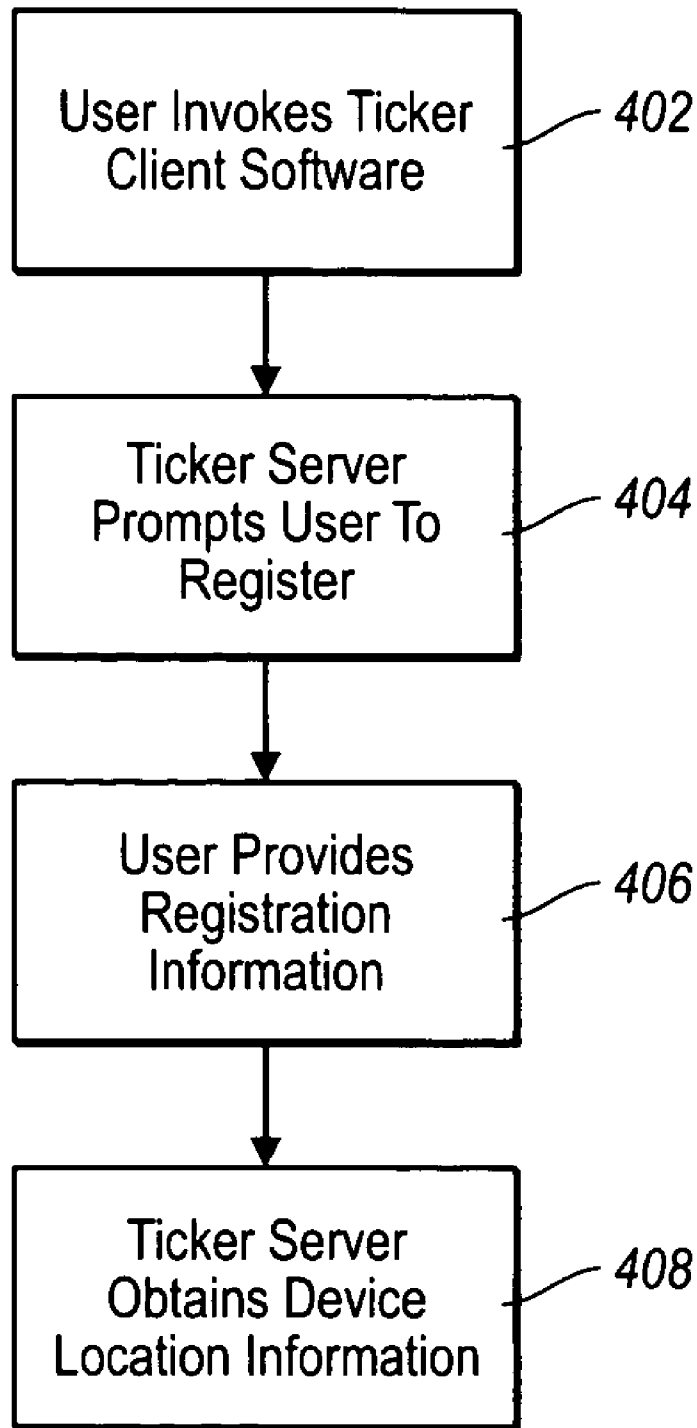 User Invokes Ticker
Client Software
402
Ticker Server
Prompts User To
Register
404
User Provides
Registration
Information
406
Ticker Server
Obtains Device
Location Information
408